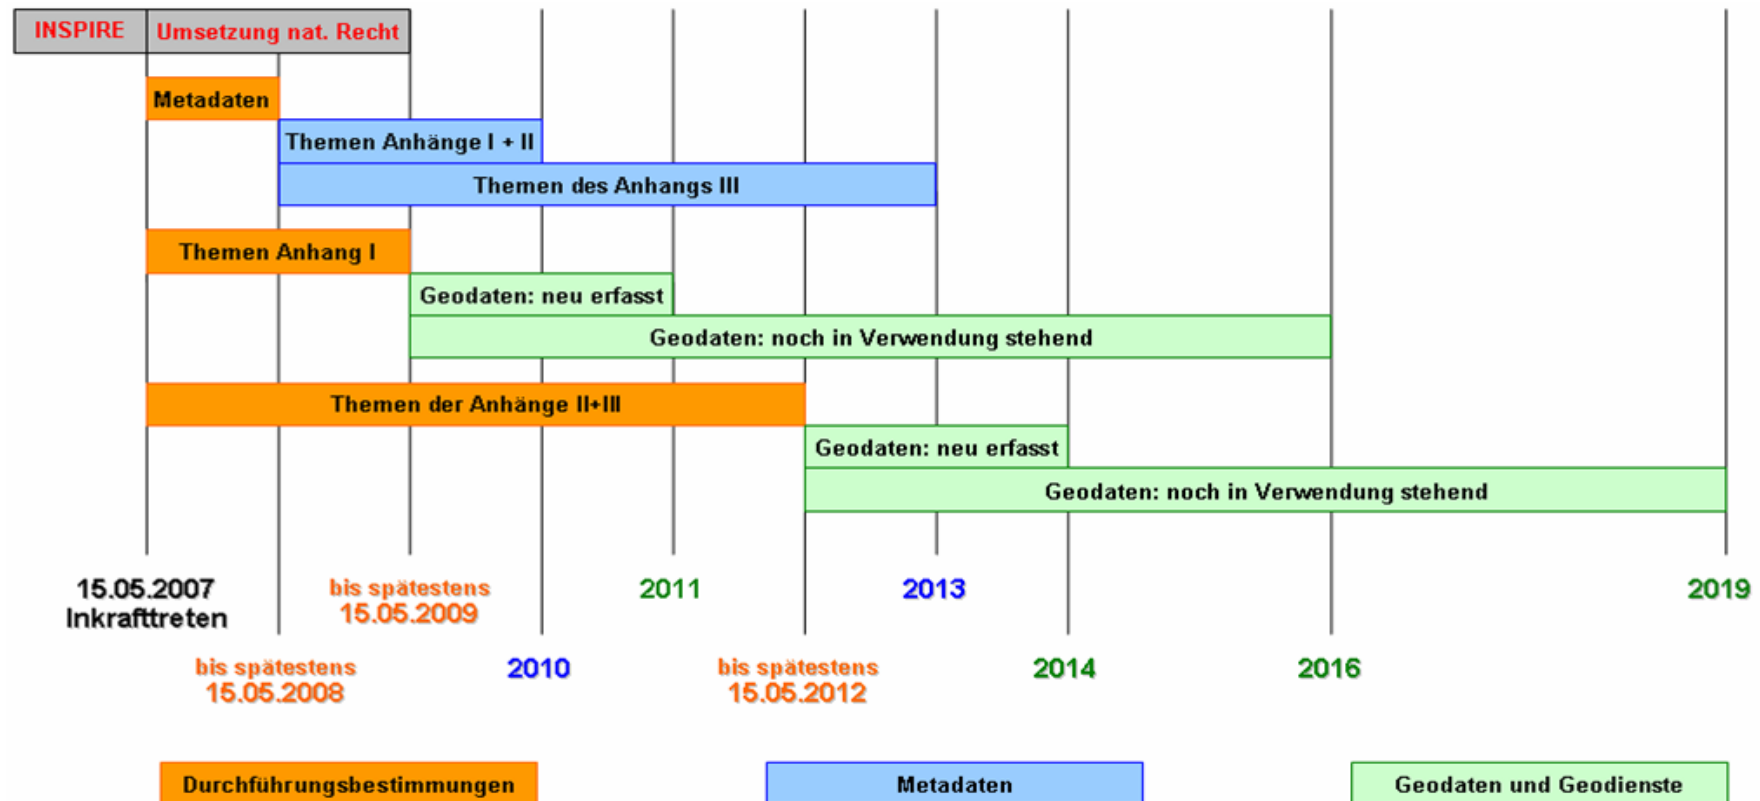 INSPIRE Umsetzung nat. Recht
Metadaten
Themen Anhänge I + II
Themen des Anhangs III
Themen Anhang I
Geodaten: neu erfasst
Geodaten: noch in Verwendung stehend
Themen der Anhänge II+III
Geodaten: neu erfasst
Geodaten: noch in Verwendung stehend
15.05.2007
Inkrafttreten
bis spätestens
15.05.2009
2011
2013
2019
bis spätestens
15.05.2008
2010
bis spätestens
15.05.2012
2014
2016
Durchführungsbestimmungen
Metadaten
Geodaten und Geodienste